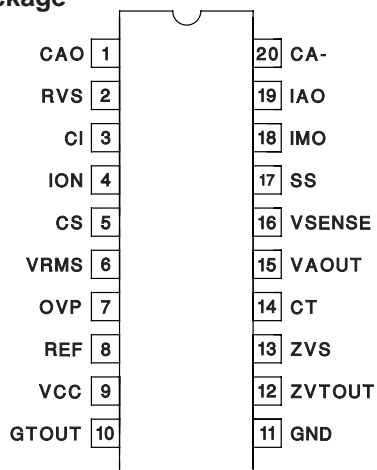 CAO 1 20 CA-
RVS 2 19 IAO
CI 3 18 IMO
ION 4 17 SS
CS 5 16 VSENSE
VRMS 6 15 VAOUT
OVP 7 14 CT
REF 8 13 ZVS
VCC 9 12 ZVTOUT
GTOUT 10 11 GND